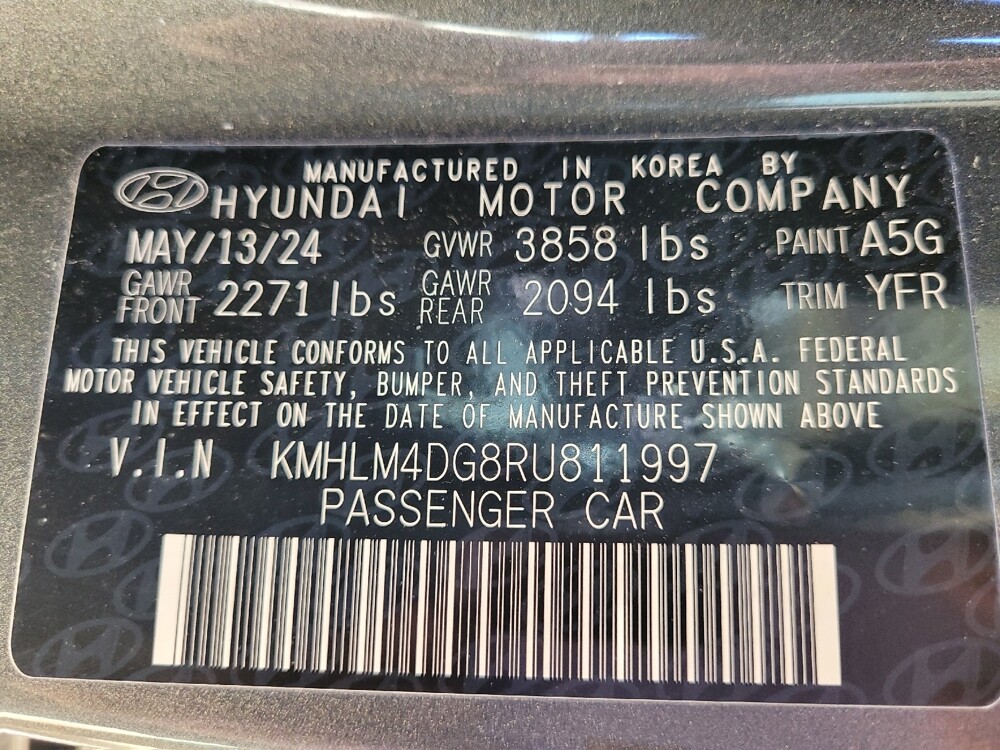 MANUFACTURED IN KOREA BY
HYUNDAI MOTOR COMPANY
MAY/13/24 GVWR 3858 lbs PAINT A5G
GAWR FRONT 2271 lbs GAWR REAR 2094 lbs TRIM YFR
THIS VEHICLE CONFORMS TO ALL APPLICABLE U.S.A. FEDERAL
MOTOR VEHICLE SAFETY, BUMPER, AND THEFT PREVENTION STANDARDS
IN EFFECT ON THE DATE OF MANUFACTURE SHOWN ABOVE
V.I.N KMHLM4DG8RU811997
PASSENGER CAR